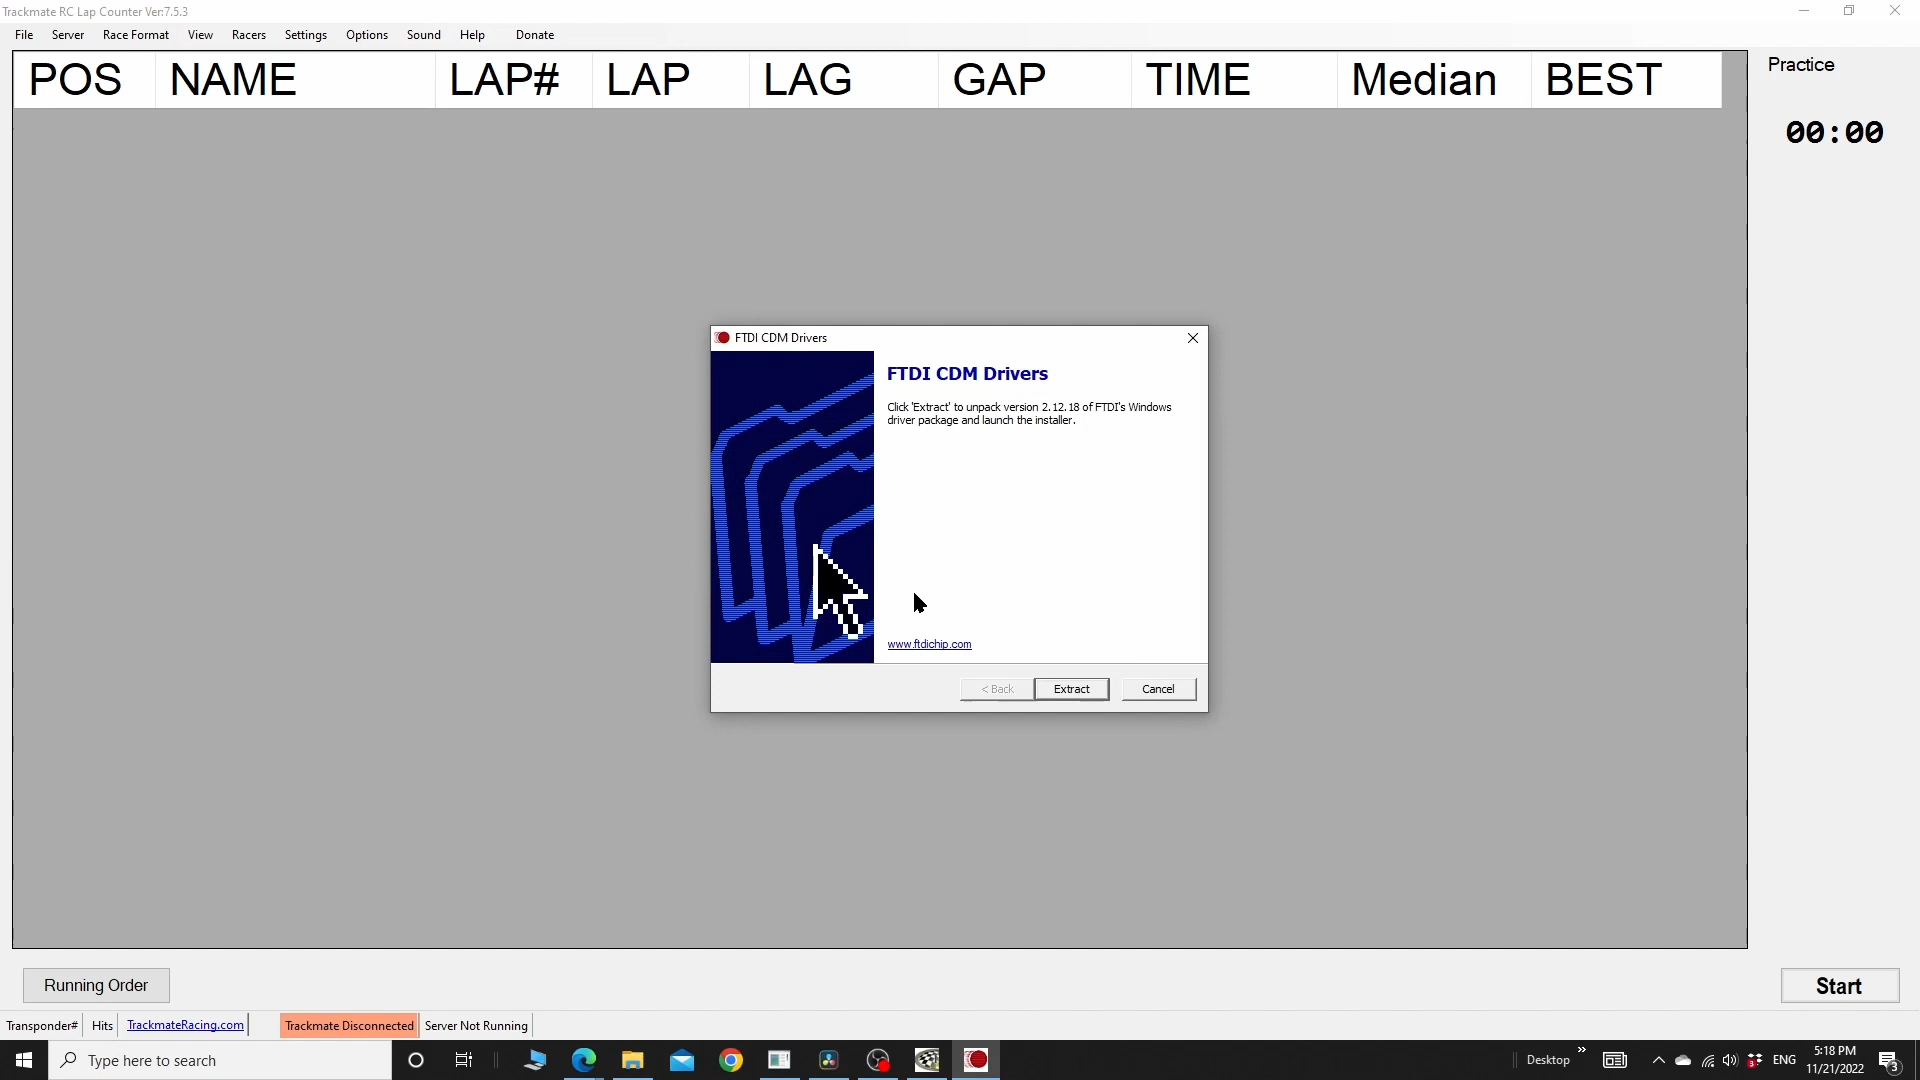 Trackmate RC Lap Counter Ver:7.5.3
File Server Race Format View Racers Settings Options Sound Help Donate
POS NAME LAP# LAP LAG GAP TIME Median BEST
Practice
00:00
FTDI CDM Drivers
FTDI CDM Drivers
Click 'Extract' to unpack version 2.12.18 of FTDI's Windows
driver package and launch the installer.
www.ftdichip.com
< Back Extract Cancel
Running Order
Start
Transponder# Hits TrackmateRacing.com Trackmate Disconnected Server Not Running
Type here to search
Desktop
ENG
5:18 PM
11/21/2022
3